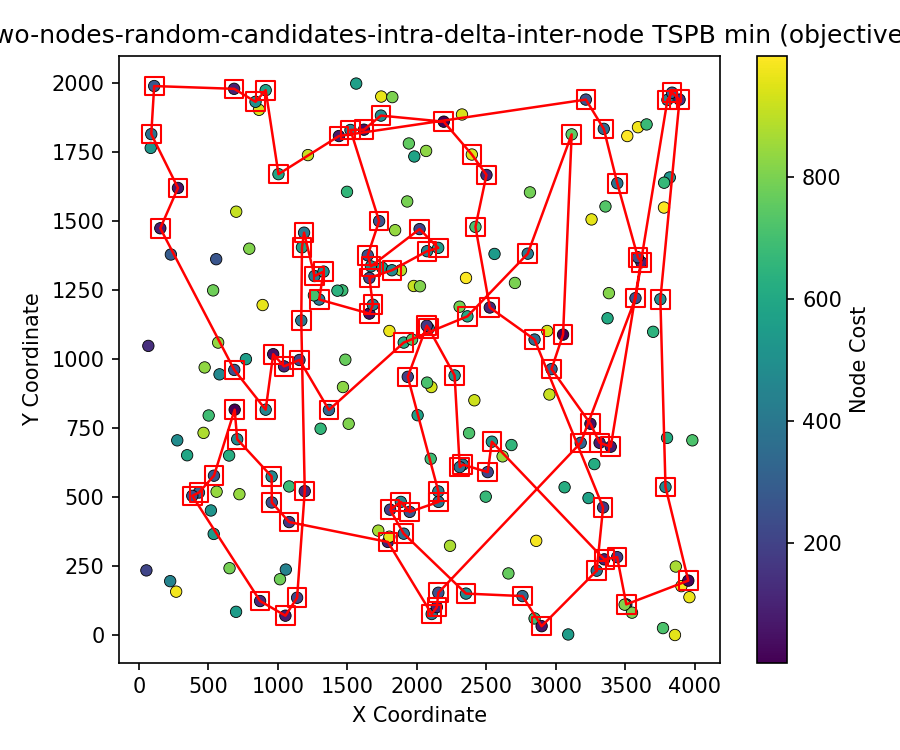 wo-nodes-random-candidates-intra-delta-inter-node TSPB min (objective
2000
1750
1500
1250
1000
750
500
250
0
Y Coordinate
0 500 1000 1500 2000 2500 3000 3500 4000
X Coordinate
800
600
400
200
Node Cost